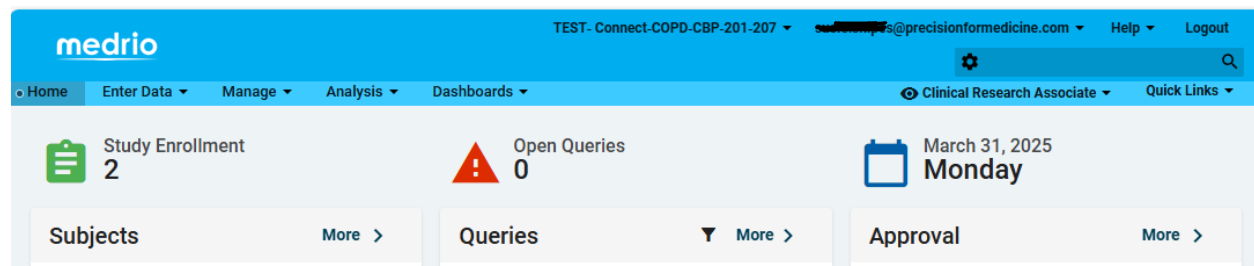 medrio
TEST- Connect-COPD-CBP-201-207 s@precisionformedicine.com Help Logout
Home Enter Data Manage Analysis Dashboards Clinical Research Associate Quick Links
Study Enrollment
2
Open Queries
0
March 31, 2025
Monday
Subjects More
Queries More
Approval More